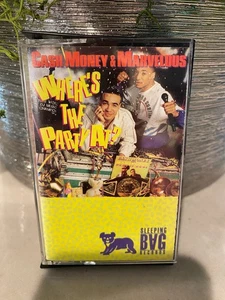 CASH MONEY & MARVELOUS
WHERE'S
THE
PARTY AT?
SLEEPING
BAG
RECORDS